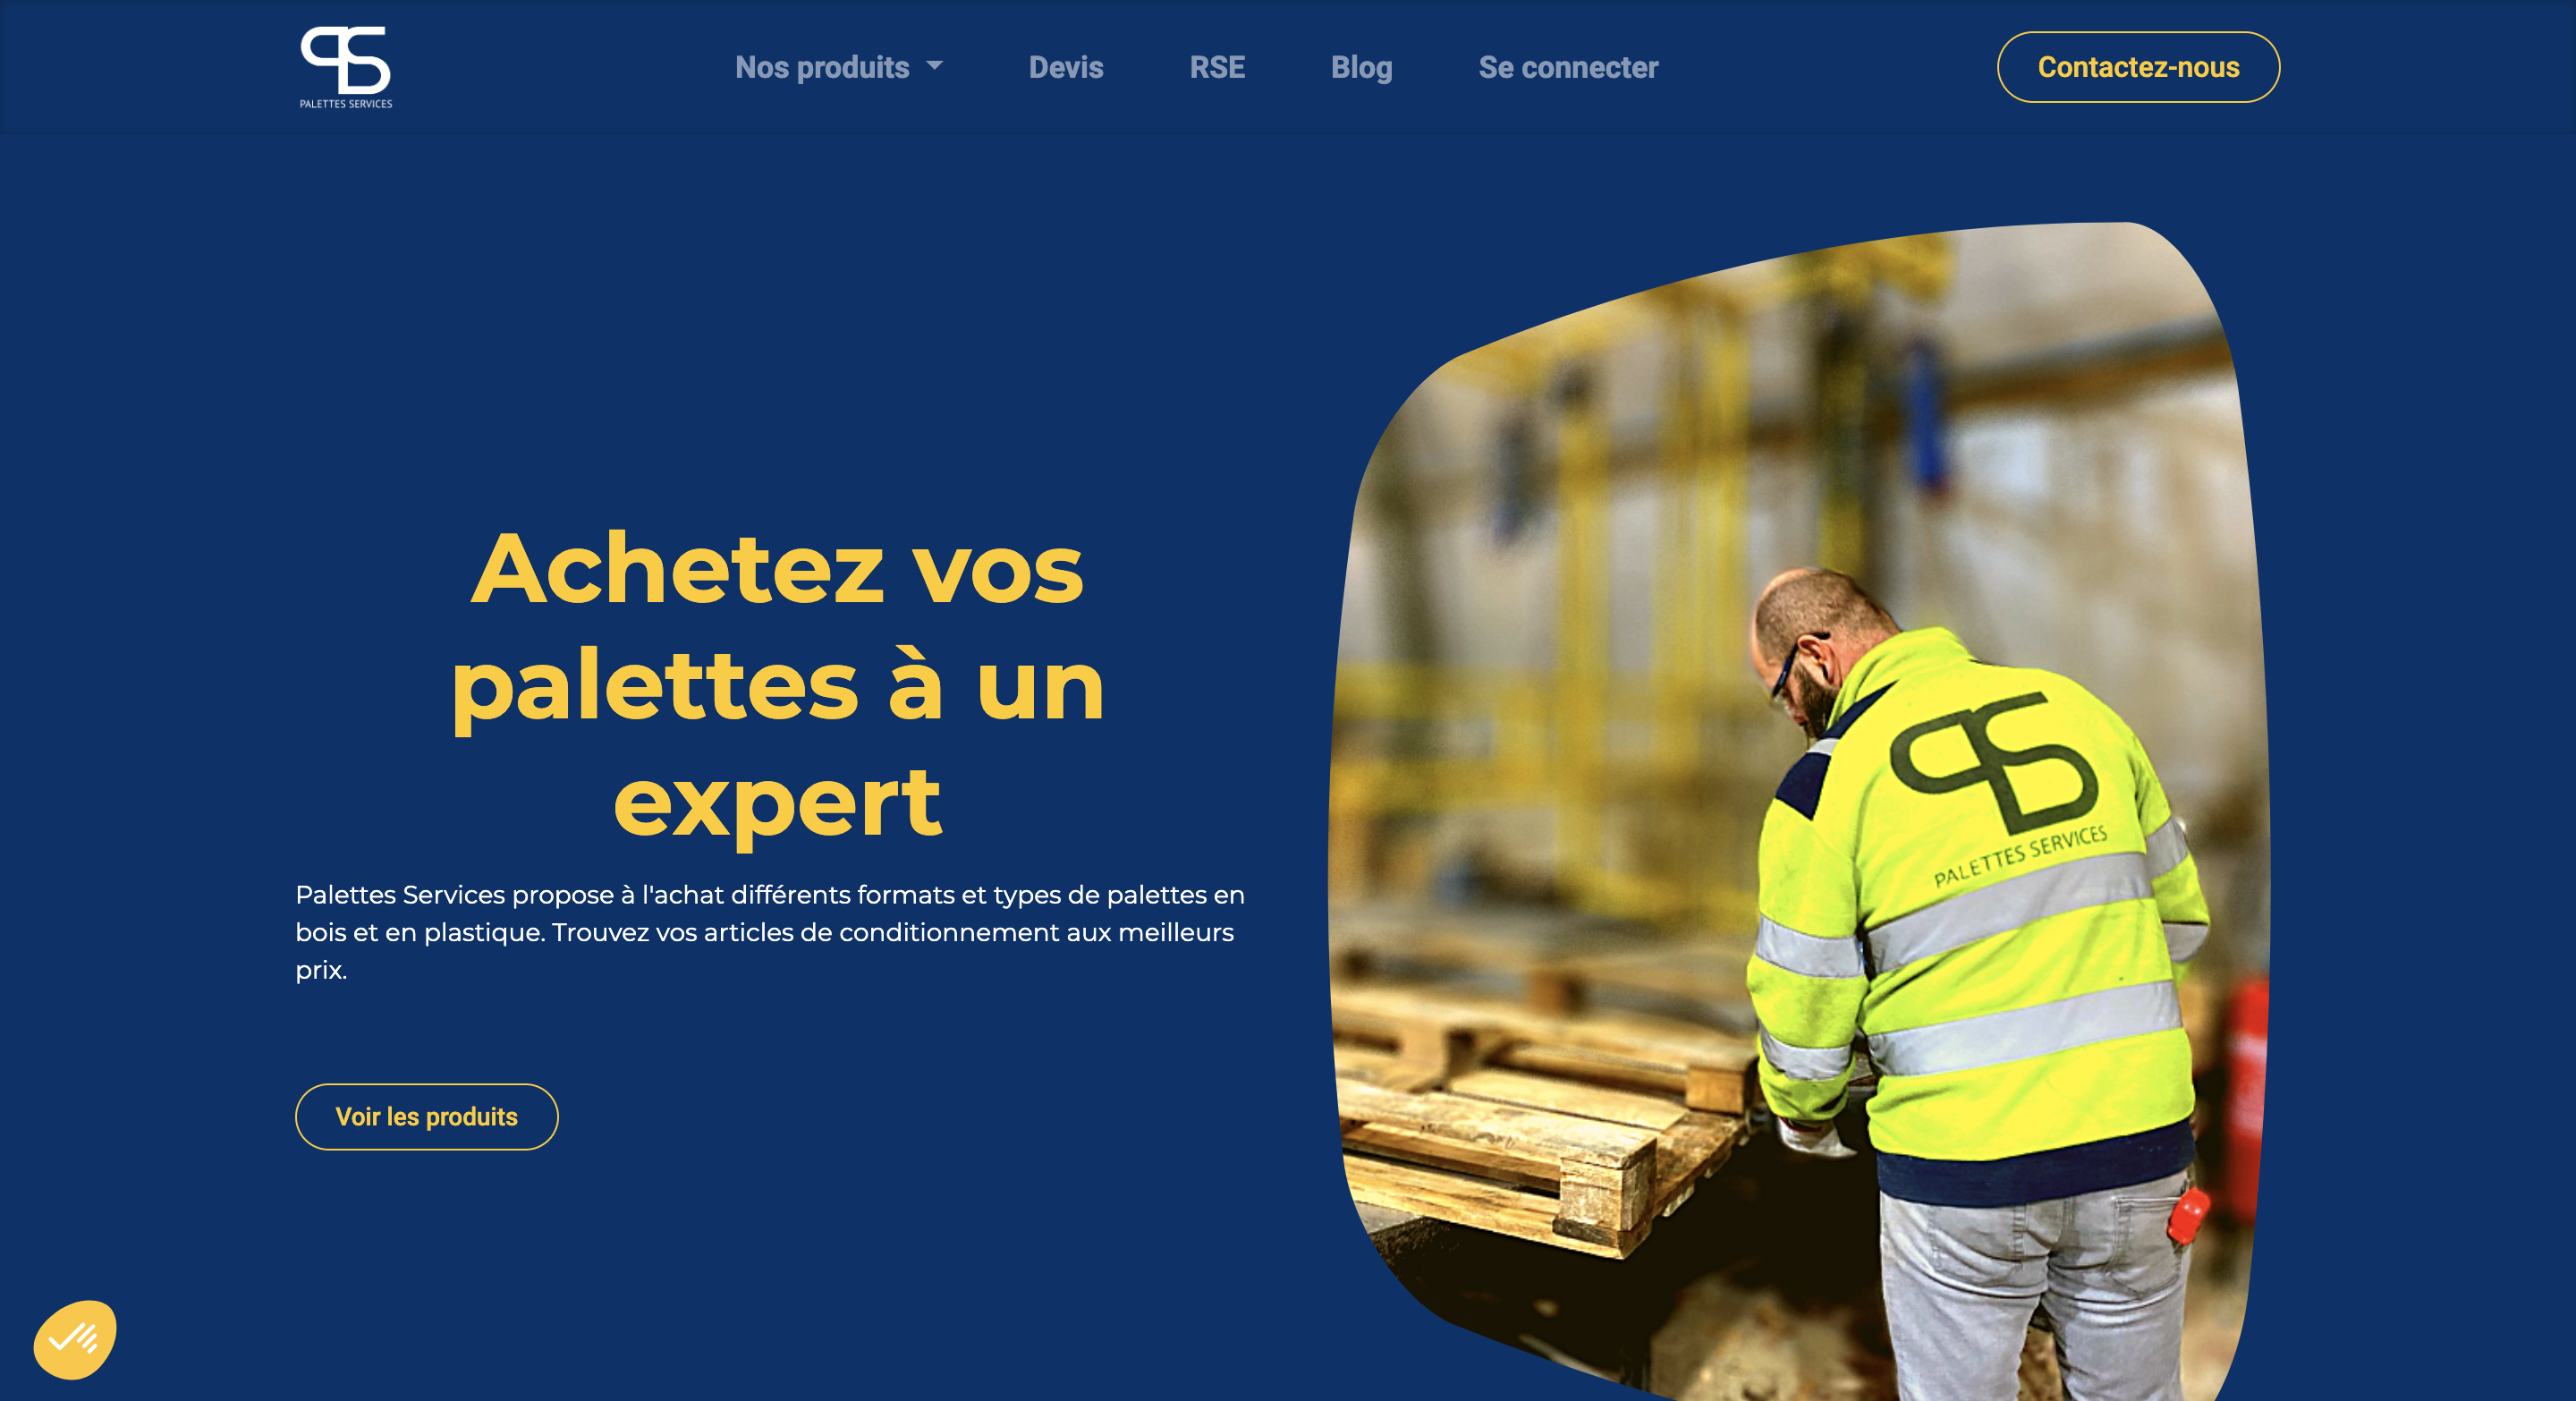 PS
PALETTES SERVICES
Nos produits
Devis
RSE
Blog
Se connecter
Contactez-nous
Achetez vos
palettes à un
expert
Palettes Services propose à l'achat différents formats et types de palettes en
bois et en plastique. Trouvez vos articles de conditionnement aux meilleurs
prix.
Voir les produits
PS
PALETTES SERVICES